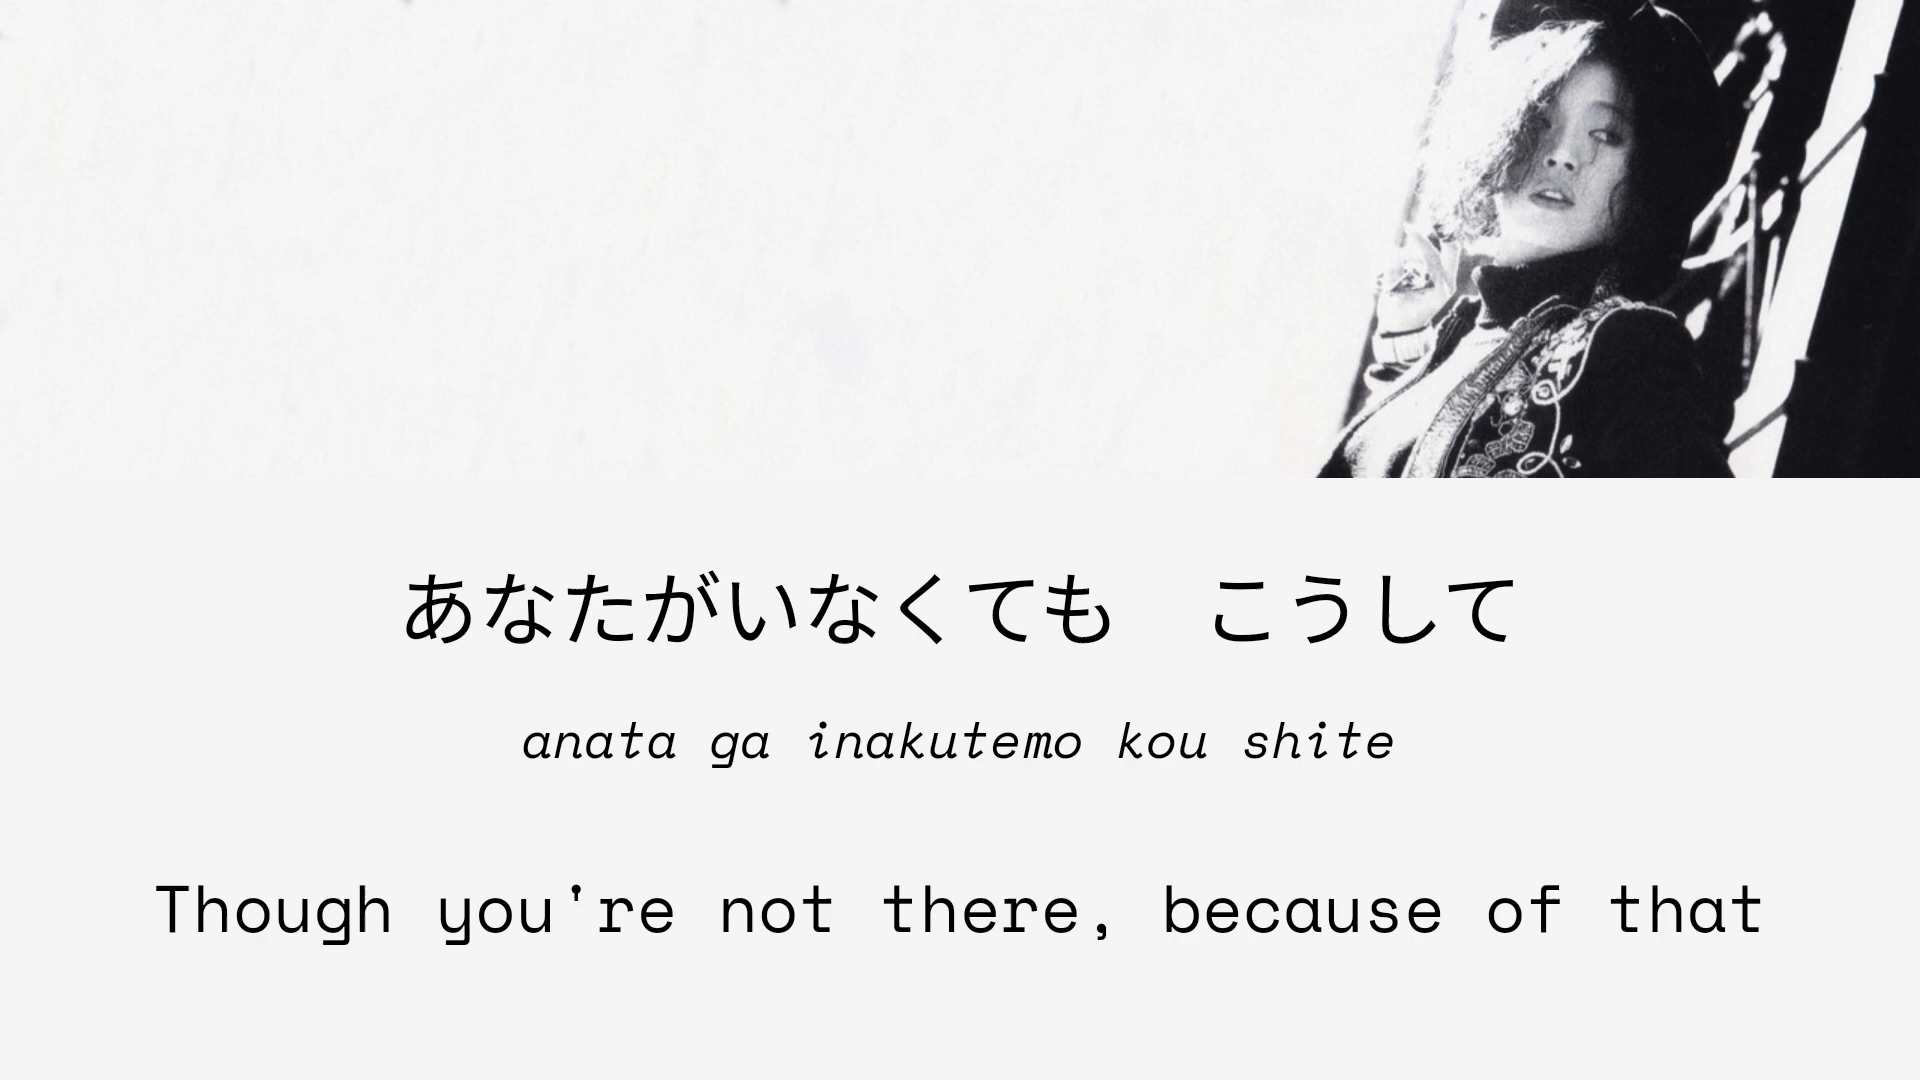 あなたがいなくても　こうして
anata ga inakutemo kou shite
Though you're not there, because of that